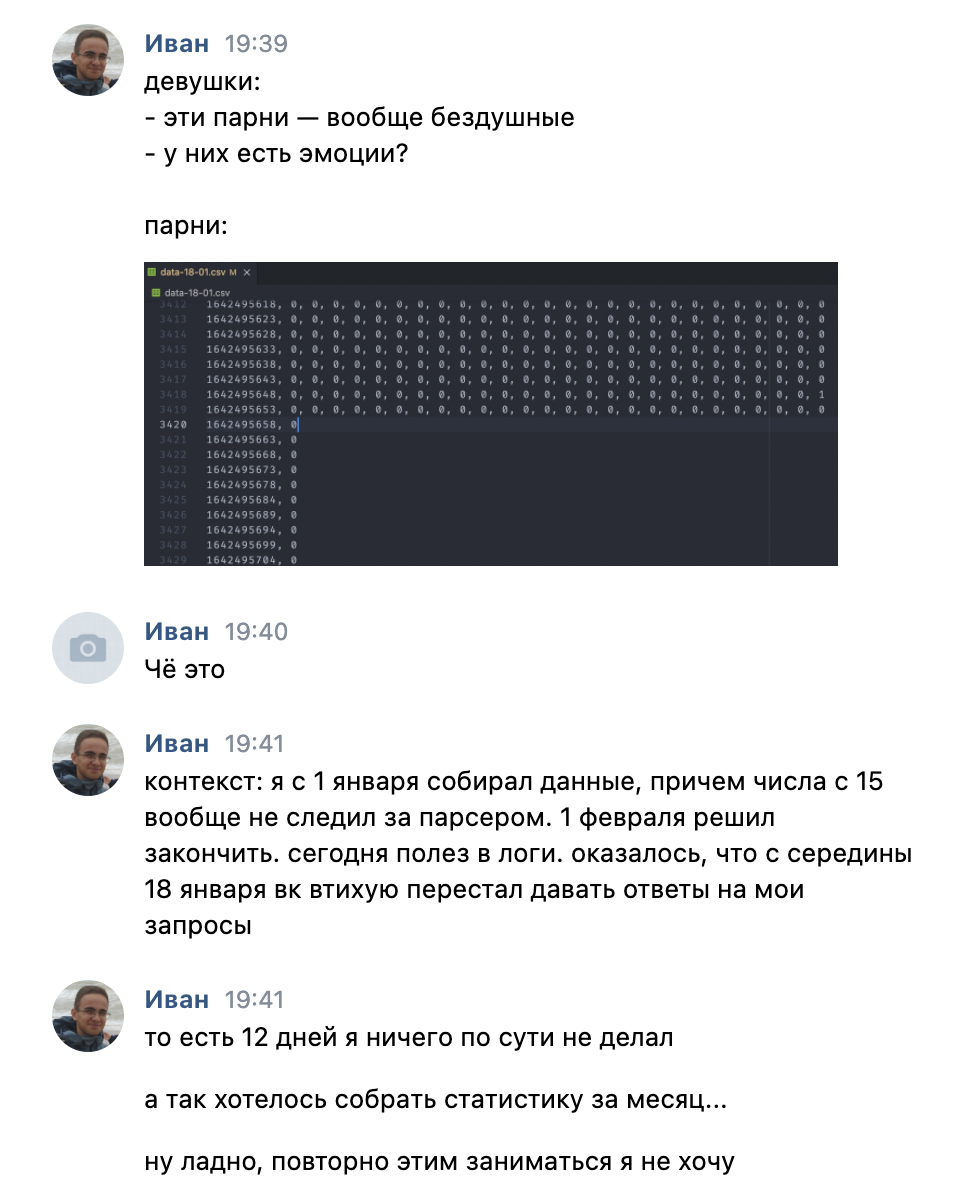 Иван 19:39
девушки:
- эти парни — вообще бездушные
- у них есть эмоции?
парни:
data-18-01.csv M ×
data-18-01.csv
3412 1642495618, 0, 0, 0, 0, 0, 0, 0, 0, 0, 0, 0, 0, 0, 0, 0, 0, 0, 0, 0, 0, 0, 0, 0, 0, 0, 0
3413 1642495623, 0, 0, 0, 0, 0, 0, 0, 0, 0, 0, 0, 0, 0, 0, 0, 0, 0, 0, 0, 0, 0, 0, 0, 0, 0, 0
3414 1642495628, 0, 0, 0, 0, 0, 0, 0, 0, 0, 0, 0, 0, 0, 0, 0, 0, 0, 0, 0, 0, 0, 0, 0, 0, 0, 0
3415 1642495633, 0, 0, 0, 0, 0, 0, 0, 0, 0, 0, 0, 0, 0, 0, 0, 0, 0, 0, 0, 0, 0, 0, 0, 0, 0, 0
3416 1642495638, 0, 0, 0, 0, 0, 0, 0, 0, 0, 0, 0, 0, 0, 0, 0, 0, 0, 0, 0, 0, 0, 0, 0, 0, 0, 0
3417 1642495643, 0, 0, 0, 0, 0, 0, 0, 0, 0, 0, 0, 0, 0, 0, 0, 0, 0, 0, 0, 0, 0, 0, 0, 0, 0, 0
3418 1642495648, 0, 0, 0, 0, 0, 0, 0, 0, 0, 0, 0, 0, 0, 0, 0, 0, 0, 0, 0, 0, 0, 0, 0, 0, 0, 1
3419 1642495653, 0, 0, 0, 0, 0, 0, 0, 0, 0, 0, 0, 0, 0, 0, 0, 0, 0, 0, 0, 0, 0, 0, 0, 0, 0, 0
3420 1642495658, 0
3421 1642495663, 0
3422 1642495668, 0
3423 1642495673, 0
3424 1642495678, 0
3425 1642495684, 0
3426 1642495689, 0
3427 1642495694, 0
3428 1642495699, 0
3429 1642495704, 0
Иван 19:40
Чё это
Иван 19:41
контекст: я с 1 января собирал данные, причем числа с 15
вообще не следил за парсером. 1 февраля решил
закончить. сегодня полез в логи. оказалось, что с середины
18 января вк втихую перестал давать ответы на мои
запросы
Иван 19:41
то есть 12 дней я ничего по сути не делал
а так хотелось собрать статистику за месяц...
ну ладно, повторно этим заниматься я не хочу